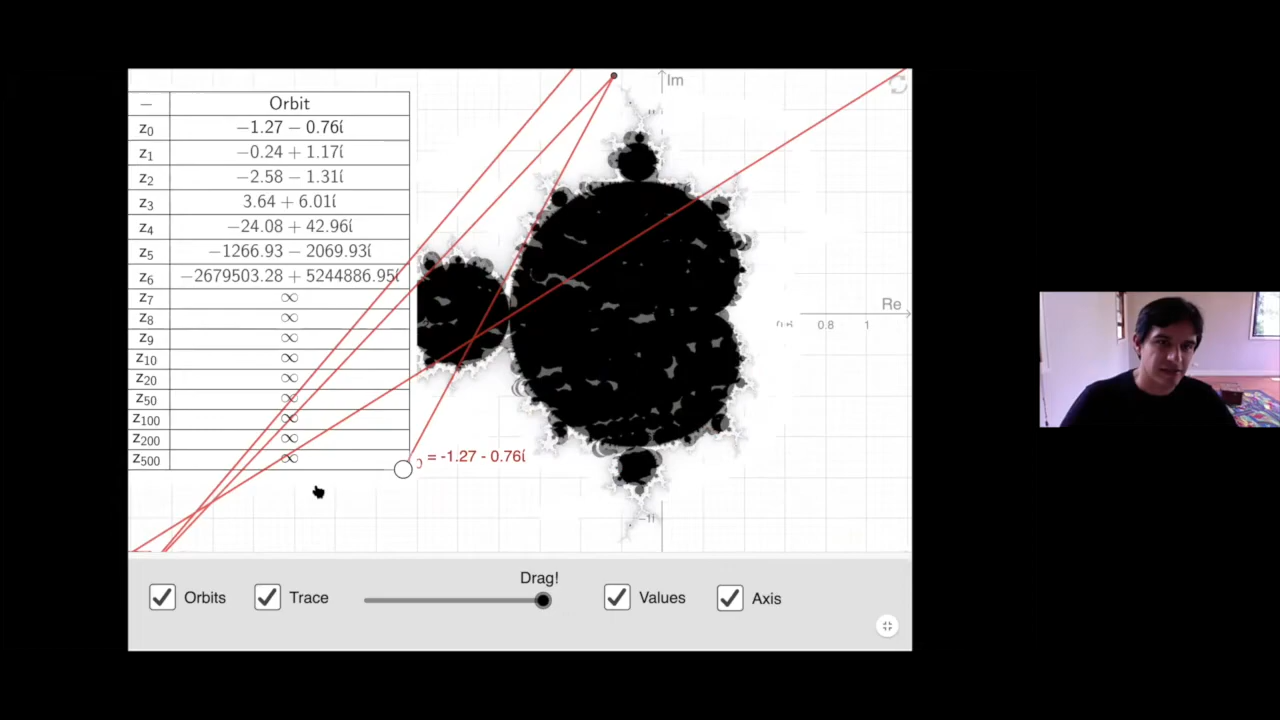 – Orbit
z₀ −1.27 − 0.76i
z₁ −0.24 + 1.17i
z₂ −2.58 − 1.31i
z₃ 3.64 + 6.01i
z₄ −24.08 + 42.96i
z₅ −1266.93 − 2069.93i
z₆ −2679503.28 + 5244886.95i
z₇ ∞
z₈ ∞
z₉ ∞
z₁₀ ∞
z₂₀ ∞
z₅₀ ∞
z₁₀₀ ∞
z₂₀₀ ∞
z₅₀₀ ∞
Im
Re
0.8 1
= -1.27 - 0.76i
−1i
Drag!
Orbits Trace Values Axis